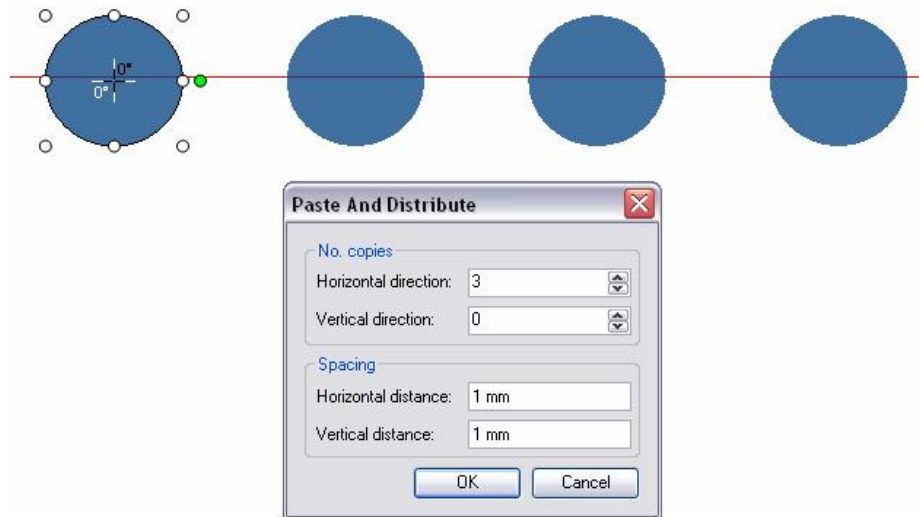 0°
0°
Paste And Distribute
No. copies
Horizontal direction: 3
Vertical direction: 0
Spacing
Horizontal distance: 1 mm
Vertical distance: 1 mm
OK Cancel